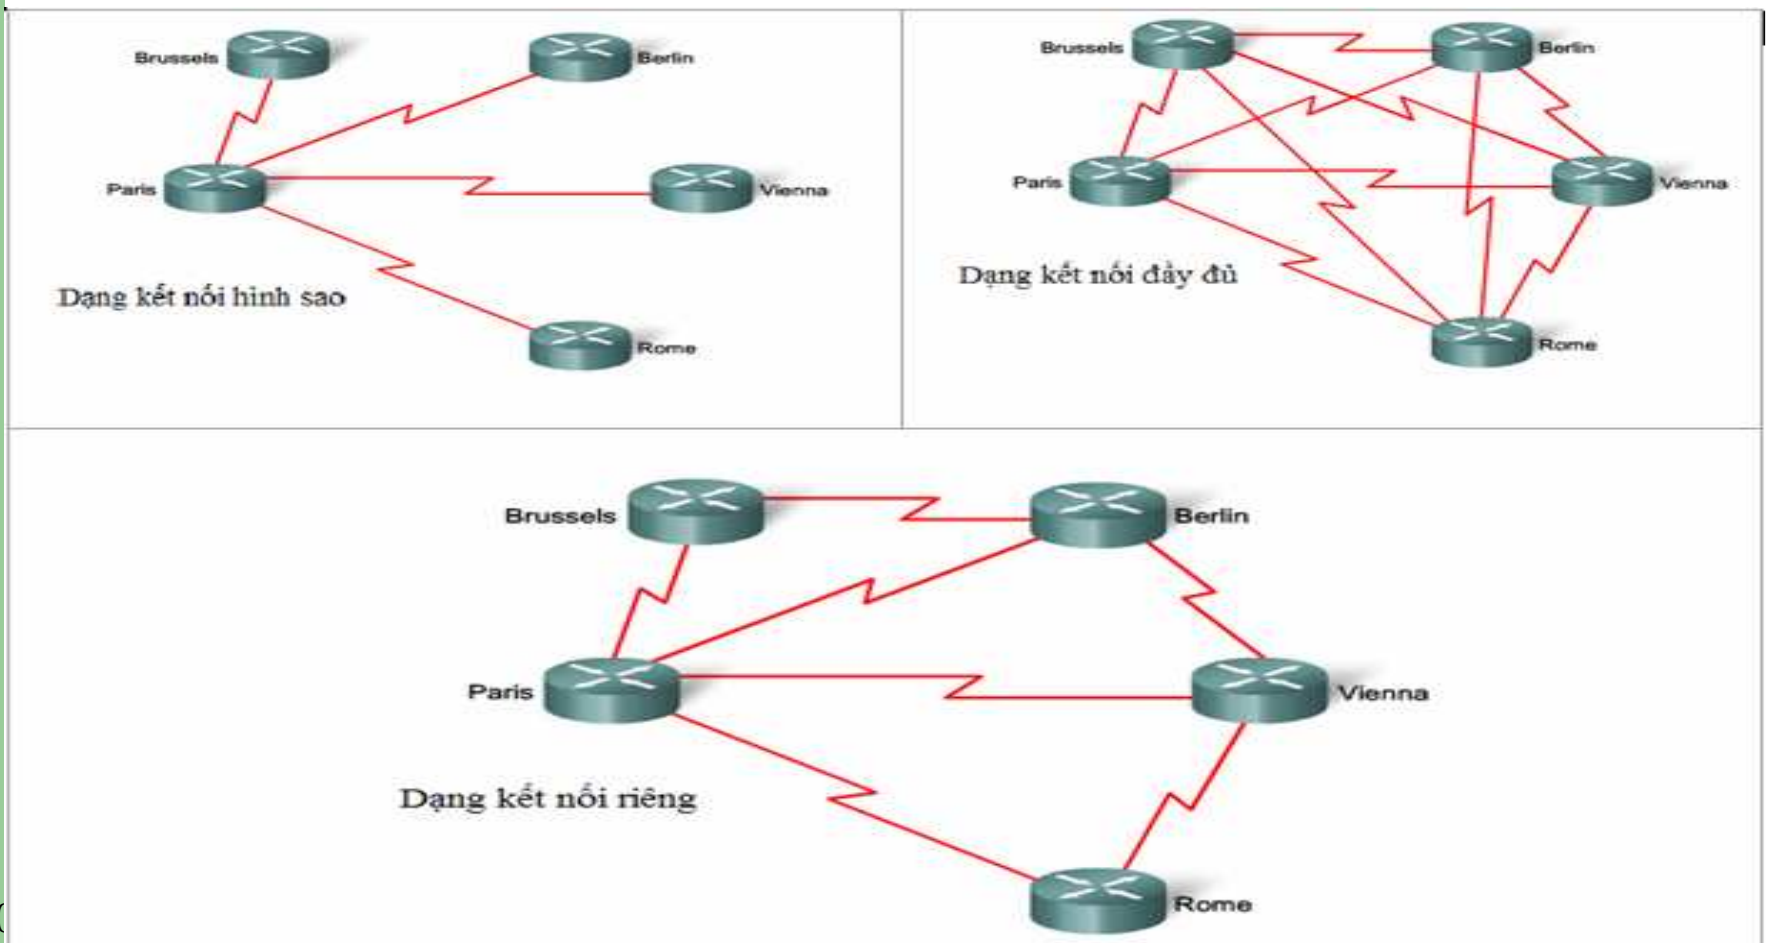 Brussels
Berlin
Paris
Vienna
Dạng kết nối hình sao
Rome
Brussels
Berlin
Paris
Vienna
Dạng kết nối đầy đủ
Rome
Brussels
Berlin
Paris
Vienna
Dạng kết nối riêng
Rome